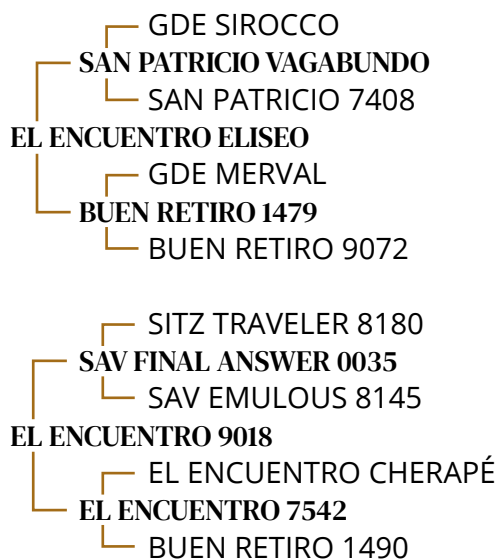 GDE SIROCCO
SAN PATRICIO VAGABUNDO
SAN PATRICIO 7408
EL ENCUENTRO ELISEO
GDE MERVAL
BUEN RETIRO 1479
BUEN RETIRO 9072
SITZ TRAVELER 8180
SAV FINAL ANSWER 0035
SAV EMULOUS 8145
EL ENCUENTRO 9018
EL ENCUENTRO CHERAPÉ
EL ENCUENTRO 7542
BUEN RETIRO 1490